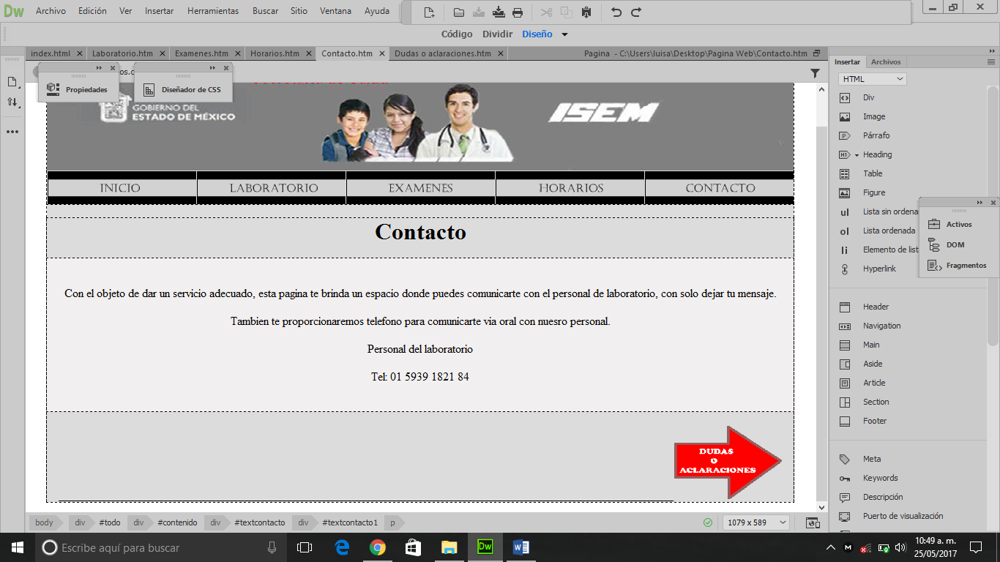 Dw Archivo Edición Ver Insertar Herramientas Buscar Sitio Ventana Ayuda
Código Dividir Diseño
index.html Laboratorio.htm Examenes.htm Horarios.htm Contacto.htm Dudas o aclaraciones.htm Pagina - C:\Users\luisa\Desktop\Pagina Web\Contacto.htm
Insertar Archivos
HTML
Propiedades
Diseñador de CSS
GOBIERNO DEL
ESTADO DE MÉXICO
ISEM
INICIO LABORATORIO EXAMENES HORARIOS CONTACTO
Contacto
Con el objeto de dar un servicio adecuado, esta pagina te brinda un espacio donde puedes comunicarte con el personal de laboratorio, con solo dejar tu mensaje.
Tambien te proporcionaremos telefono para comunicarte via oral con nuesro personal.
Personal del laboratorio
Tel: 01 5939 1821 84
DUDAS
O
ACLARACIONES
Div
Image
P Párrafo
H1 Heading
Table
Figure
ul Lista sin ordena
ol Lista ordenada
li Elemento de list
Hyperlink
Activos
DOM
Fragmentos
Header
Navigation
Main
Aside
Article
Section
Footer
Meta
Keywords
Descripción
Puerto de visualización
body div #todo div #contenido div #textcontacto div #textcontacto1 p
1079 x 589
Escribe aquí para buscar
Dw
10:49 a. m.
25/05/2017